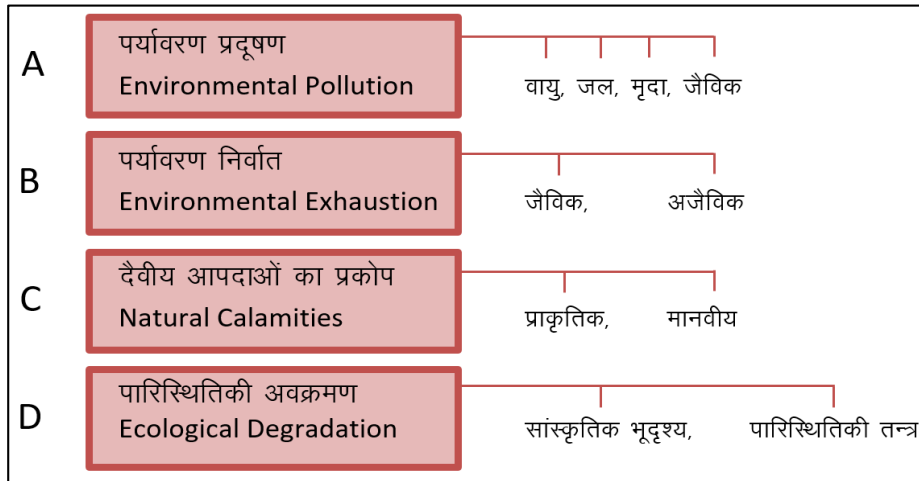 A
पर्यावरण प्रदूषण
Environmental Pollution
वायु, जल, मृदा, जैविक
B
पर्यावरण निर्वात
Environmental Exhaustion
जैविक, अजैविक
C
दैवीय आपदाओं का प्रकोप
Natural Calamities
प्राकृतिक, मानवीय
D
पारिस्थितिकी अवक्रमण
Ecological Degradation
सांस्कृतिक भूदृश्य, पारिस्थितिकी तन्त्र